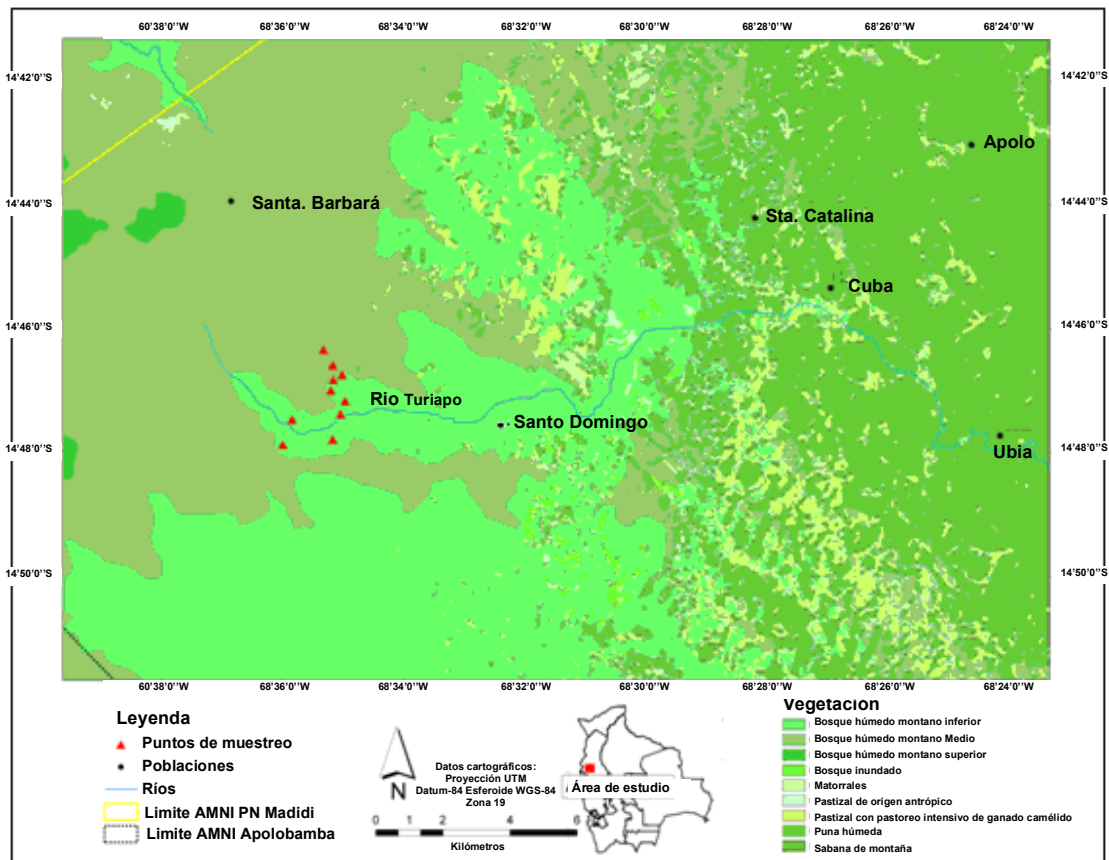 60'38'0''W 60'36'0''W 68'34'0''W 68'32'0''W 68'30'0''W 68'28'0''W 68'26'0''W 68'24'0''W
14'42'0''S 14'42'0''S
Apolo
14'44'0''S Santa. Barbará Sta. Catalina 14'44'0''S
Cuba
14'46'0''S 14'46'0''S
Rio Turiapo
Santo Domingo
14'48'0''S 14'48'0''S
Ubia
14'50'0''S 14'50'0''S
60'38'0''W 68'36'0''W 68'34'0''W 68'32'0''W 68'30'0''W 68'28'0''W 68'26'0''W 68'24'0''W
Leyenda
Puntos de muestreo
Poblaciones
Ríos
Limite AMNI PN Madidi
Limite AMNI Apolobamba
N
Datos cartográficos:
Proyección UTM
Datum-84 Esferoide WGS-84
Zona 19
0 1 2 4 6
Kilómetros
Área de estudio
Vegetación
Bosque húmedo montano inferior
Bosque húmedo montano Medio
Bosque húmedo montano superior
Bosque inundado
Matorrales
Pastizal de origen antrópico
Pastizal con pastoreo intensivo de ganado camélido
Puna húmeda
Sabana de montaña